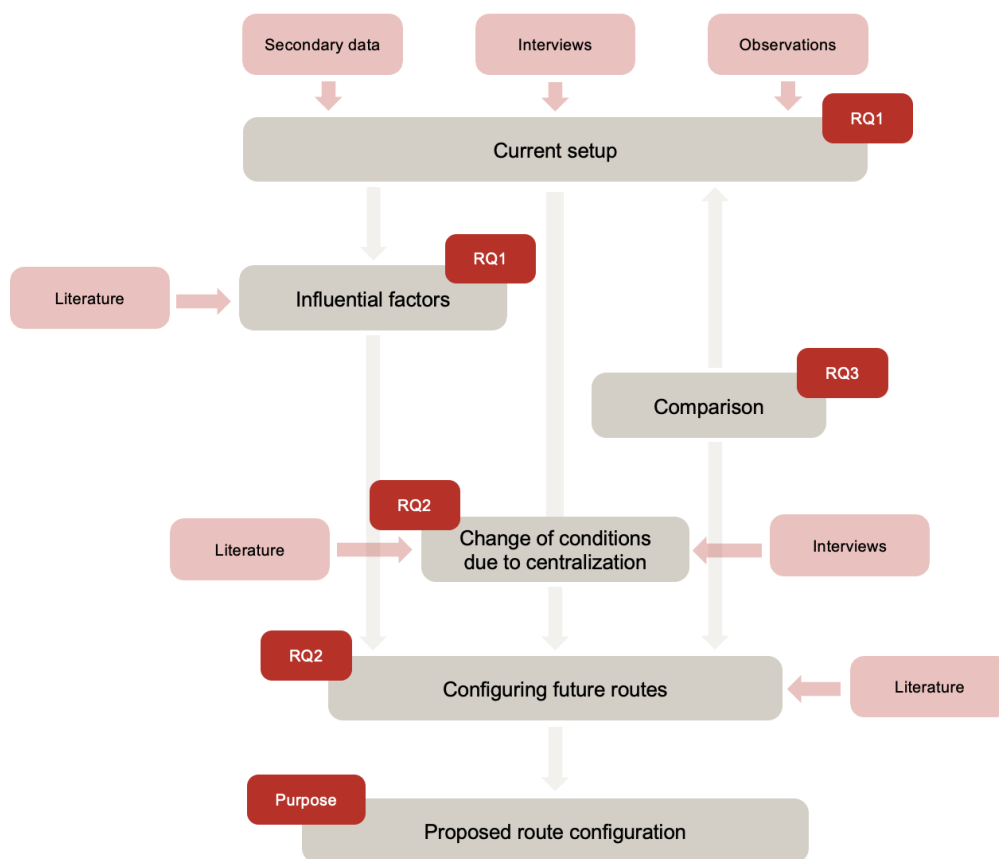 Secondary data
Interviews
Observations
RQ1
Current setup
RQ1
Literature
Influential factors
RQ3
Comparison
RQ2
Literature
Change of conditions
due to centralization
Interviews
RQ2
Configuring future routes
Literature
Purpose
Proposed route configuration